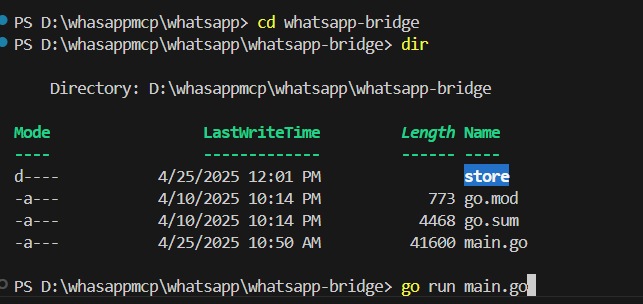 PS D:\whasappmcp\whatsapp> cd whatsapp-bridge
PS D:\whasappmcp\whatsapp\whatsapp-bridge> dir
Directory: D:\whasappmcp\whatsapp\whatsapp-bridge
Mode LastWriteTime Length Name
---- ------------- ------ ----
d---- 4/25/2025 12:01 PM store
-a--- 4/10/2025 10:14 PM 773 go.mod
-a--- 4/10/2025 10:14 PM 4468 go.sum
-a--- 4/25/2025 10:50 AM 41600 main.go
PS D:\whasappmcp\whatsapp\whatsapp-bridge> go run main.go